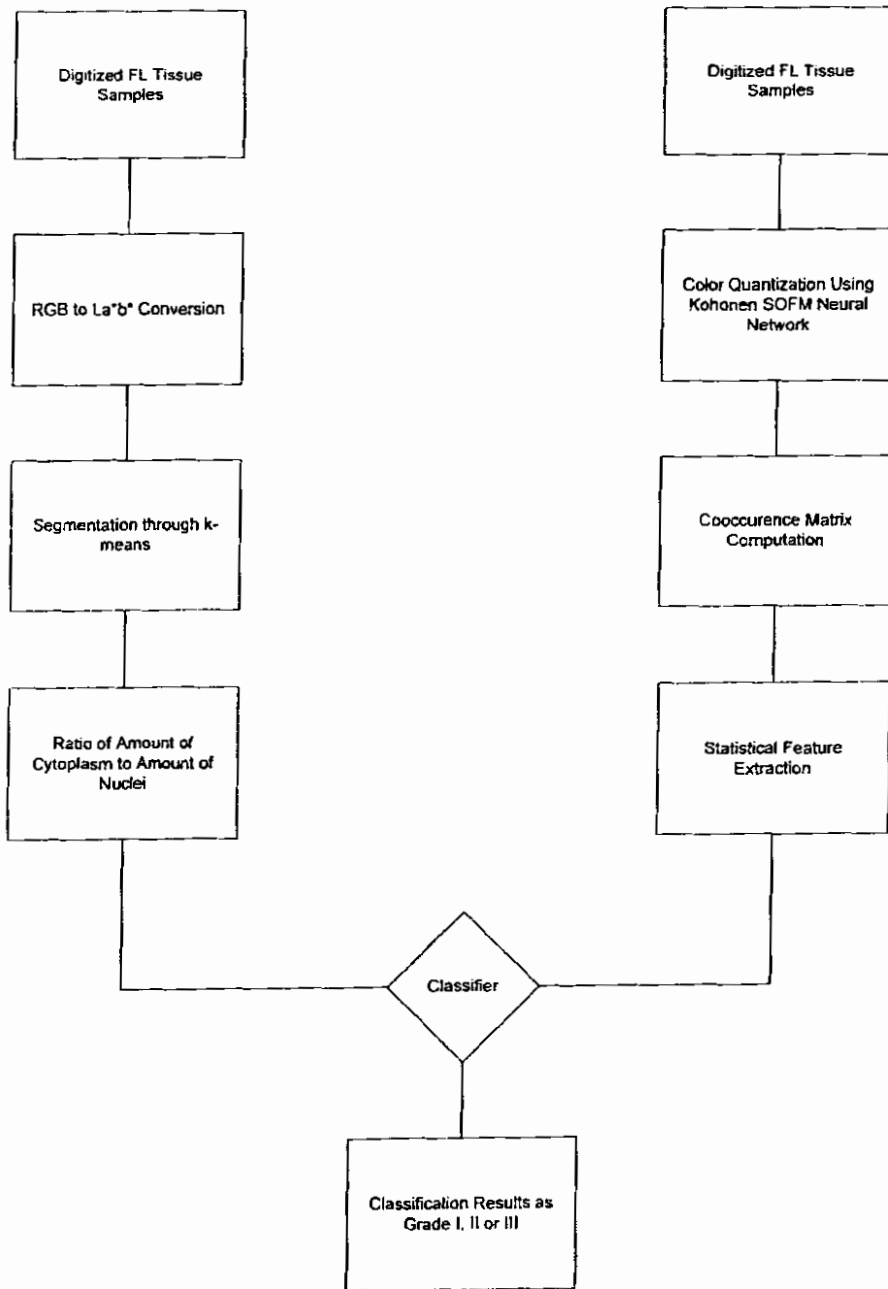 Digitized FL Tissue
Samples
RGB to La*b* Conversion
Segmentation through k-
means
Ratio of Amount of
Cytoplasm to Amount of
Nuclei
Digitized FL Tissue
Samples
Color Quantization Using
Kohonen SOFM Neural
Network
Cooccurence Matrix
Computation
Statistical Feature
Extraction
Classifier
Classification Results as
Grade I, II or III